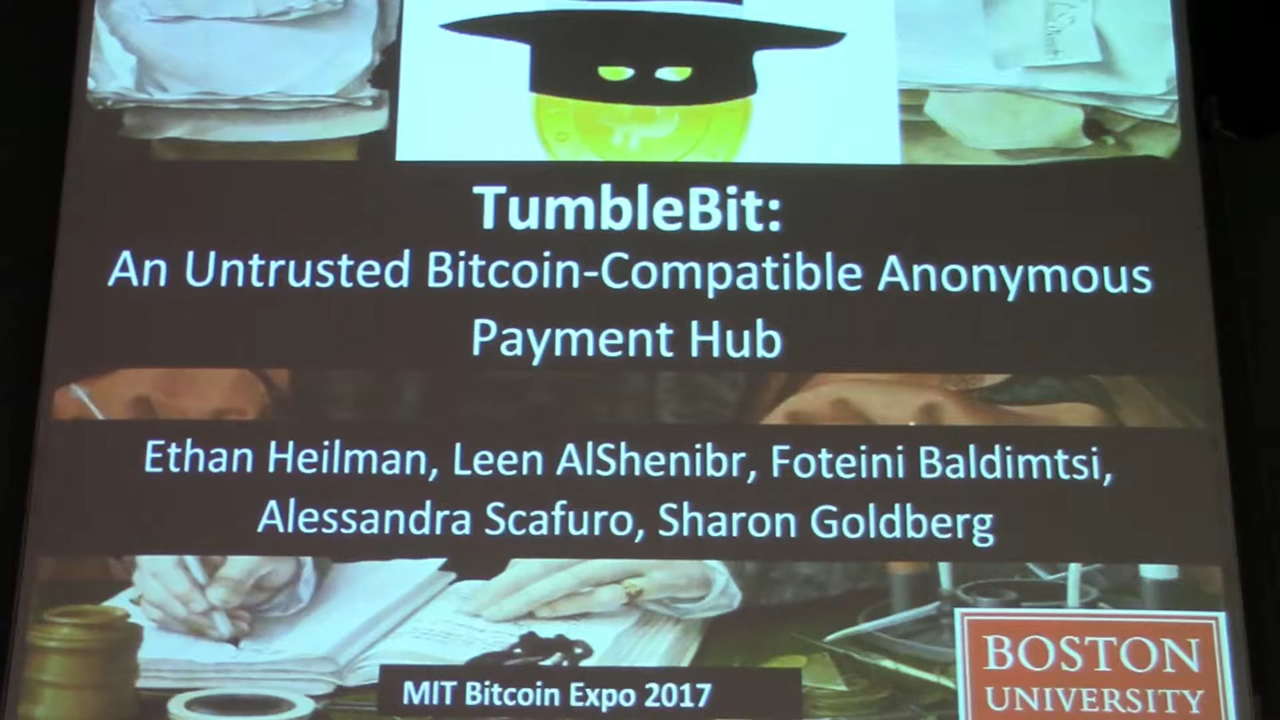 TumbleBit:
An Untrusted Bitcoin-Compatible Anonymous
Payment Hub
Ethan Heilman, Leen AlShenibr, Foteini Baldimtsi,
Alessandra Scafuro, Sharon Goldberg
MIT Bitcoin Expo 2017
BOSTON
UNIVERSITY